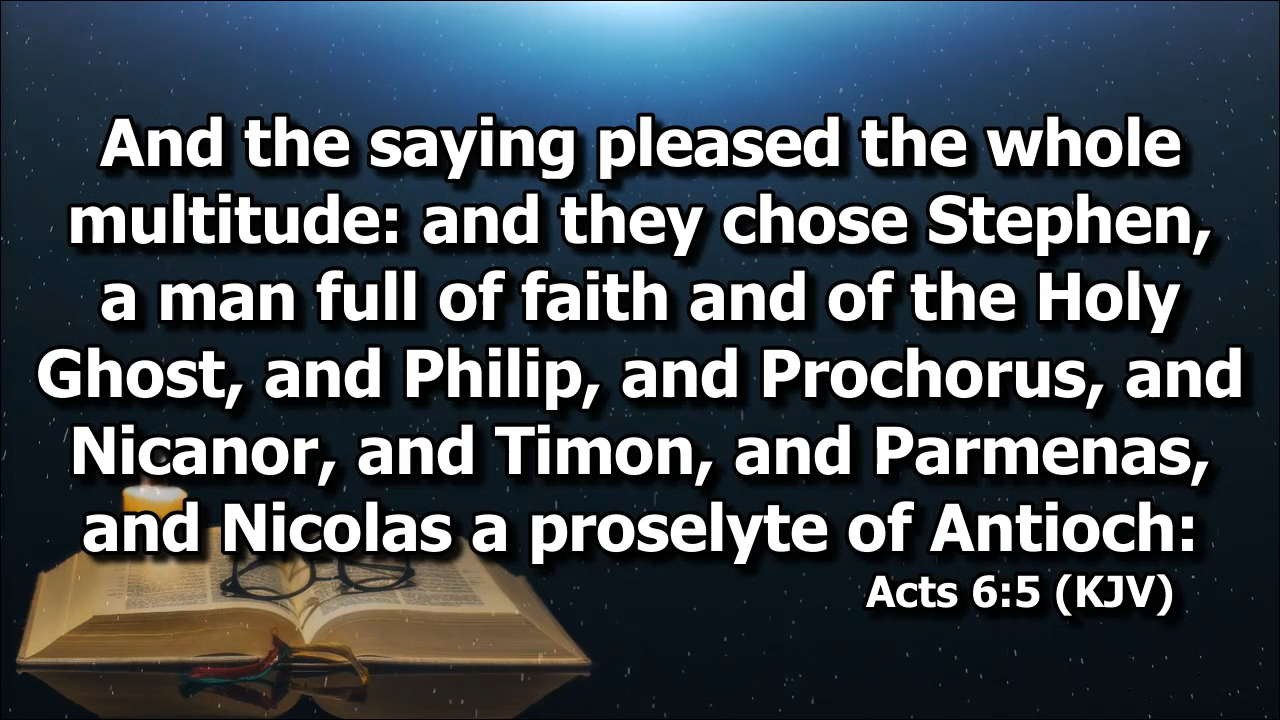 And the saying pleased the whole
multitude: and they chose Stephen,
a man full of faith and of the Holy
Ghost, and Philip, and Prochorus, and
Nicanor, and Timon, and Parmenas,
and Nicolas a proselyte of Antioch:
Acts 6:5 (KJV)